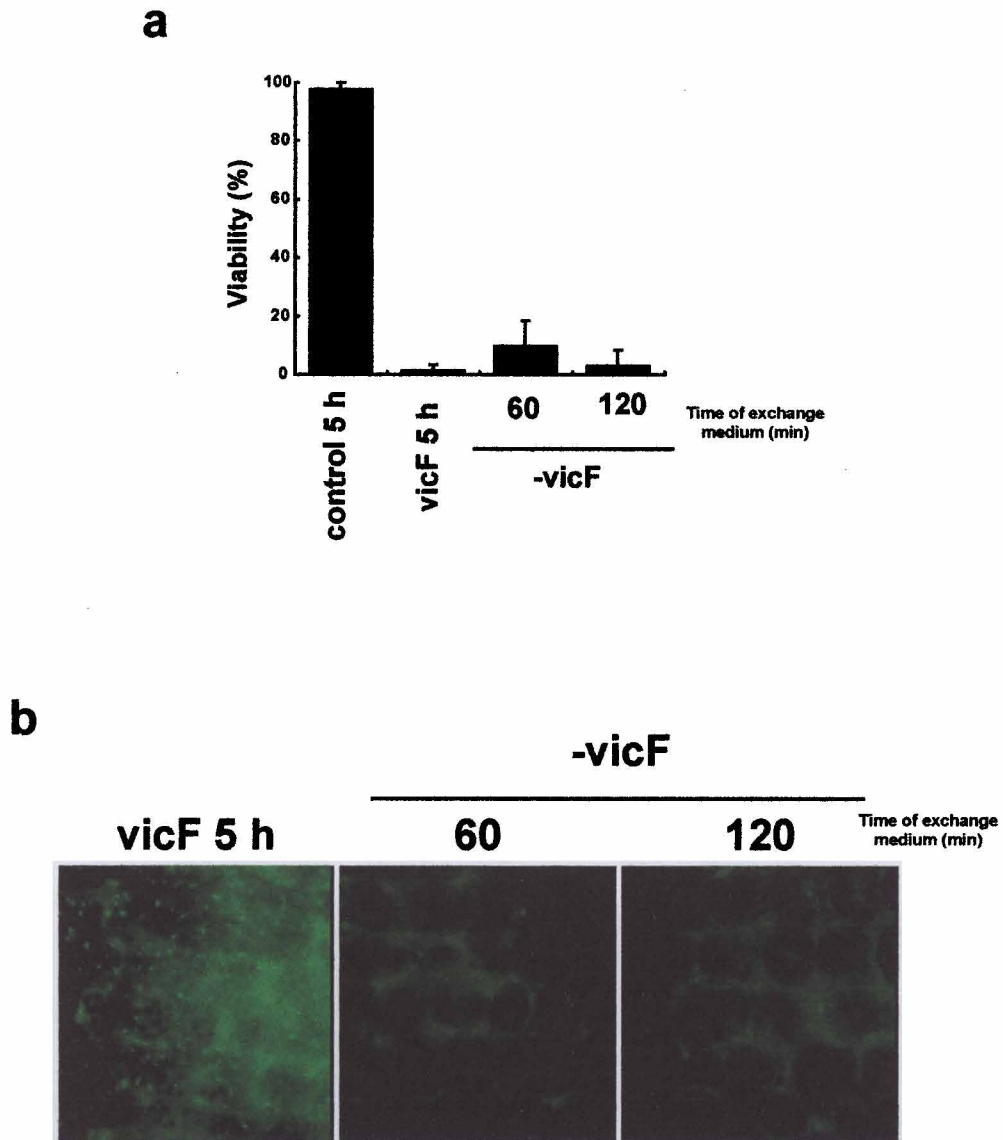 a
100
80
60
40
20
0
Viability (%)
control 5 h
vicF 5 h
60
120
Time of exchange
medium (min)
-vicF
b
-vicF
vicF 5 h
60
120
Time of exchange
medium (min)